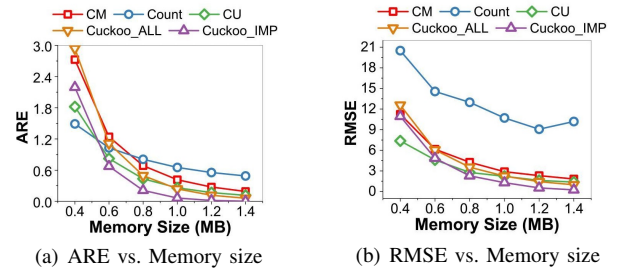 CM Count CU
Cuckoo_ALL Cuckoo_IMP
3.0
2.4
1.8
1.2
0.6
0.0
ARE
0.4 0.6 0.8 1.0 1.2 1.4
Memory Size (MB)
(a) ARE vs. Memory size
CM Count CU
Cuckoo_ALL Cuckoo_IMP
21
18
15
12
9
6
3
0
RMSE
0.4 0.6 0.8 1.0 1.2 1.4
Memory Size (MB)
(b) RMSE vs. Memory size